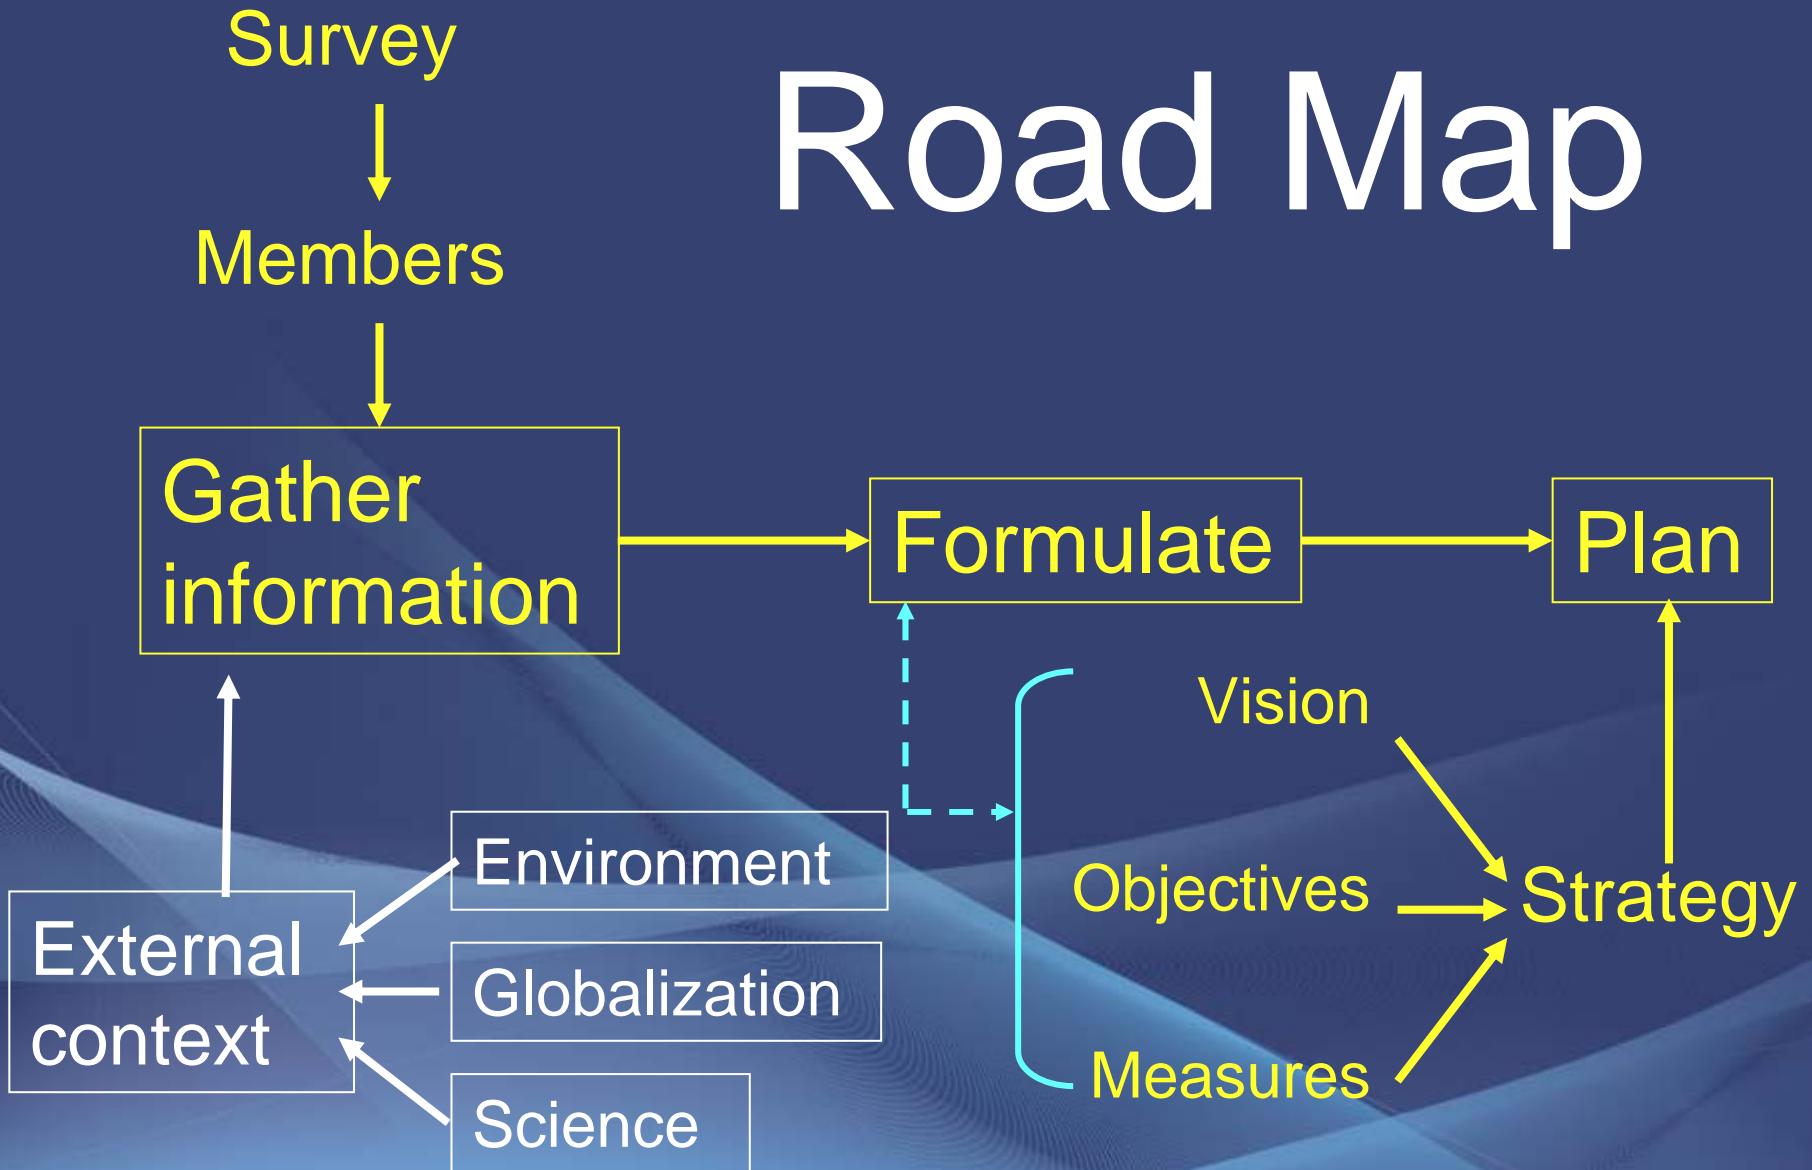 Road Map
Survey
Members
Gather
information
Formulate
Plan
Vision
Objectives
Measures
Strategy
External
context
Environment
Globalization
Science